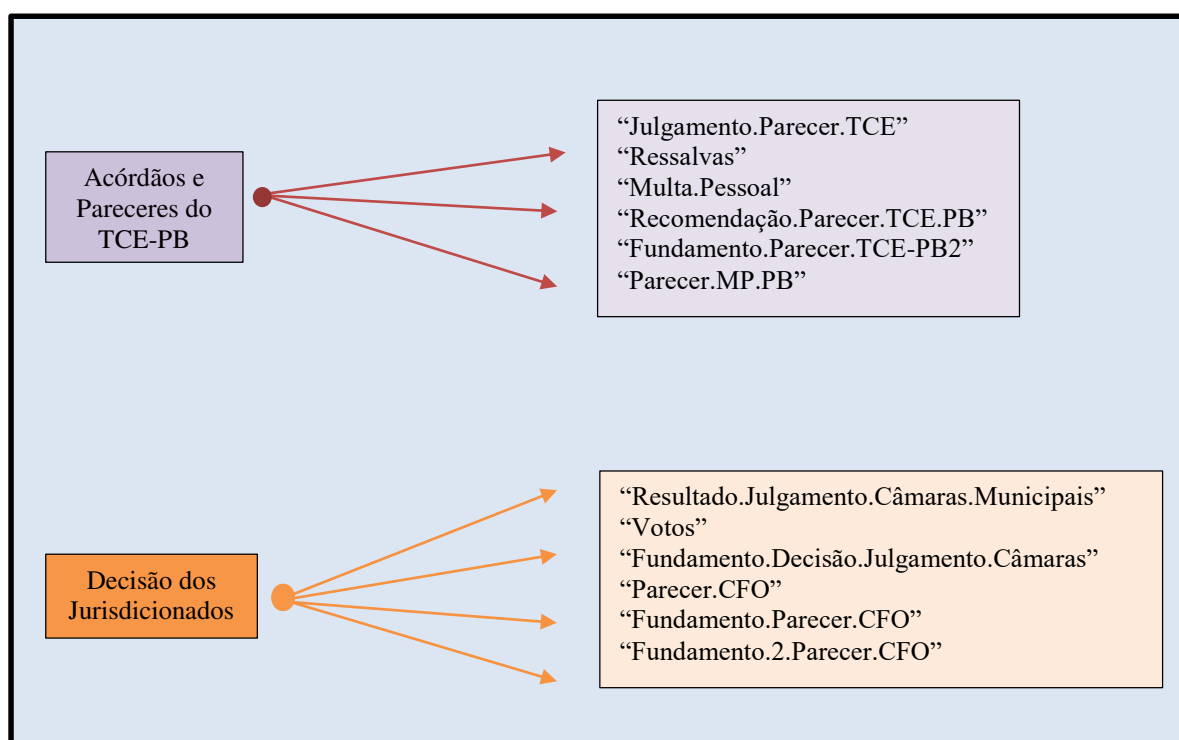 Acórdãos e
Pareceres do
TCE-PB
“Julgamento.Parecer.TCE”
“Ressalvas”
“Multa.Pessoal”
“Recomendação.Parecer.TCE.PB”
“Fundamento.Parecer.TCE-PB2”
“Parecer.MP.PB”
Decisão dos
Jurisdicionados
“Resultado.Julgamento.Câmaras.Municipais”
“Votos”
“Fundamento.Decisão.Julgamento.Câmaras”
“Parecer.CFO”
“Fundamento.Parecer.CFO”
“Fundamento.2.Parecer.CFO”